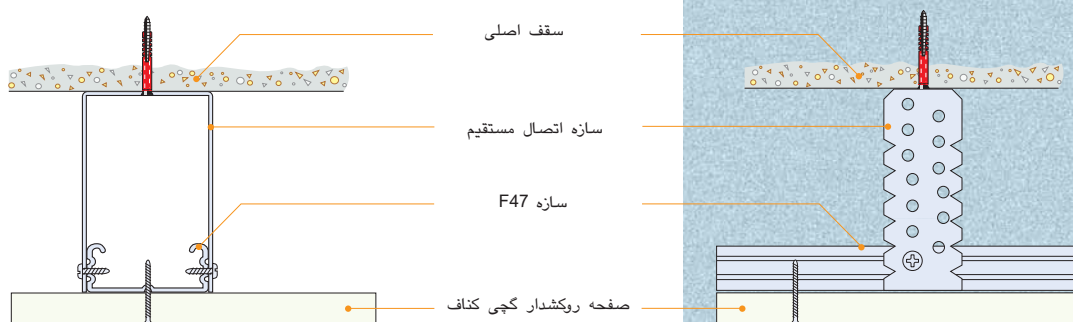 سقف اصلی
سازه اتصال مستقیم
سازه F47
صفحه روکشدار گچی کناف